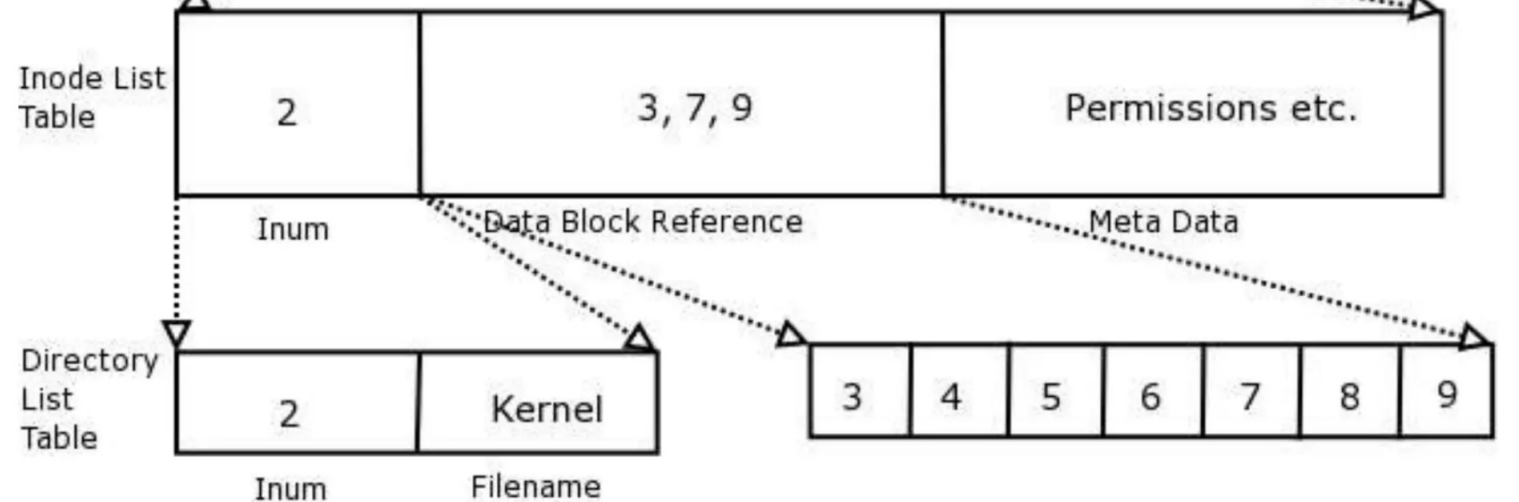 Inode List
Table
2
3, 7, 9
Permissions etc.
Inum
Data Block Reference
Meta Data
Directory
List
Table
2
Kernel
3 4 5 6 7 8 9
Inum
Filename